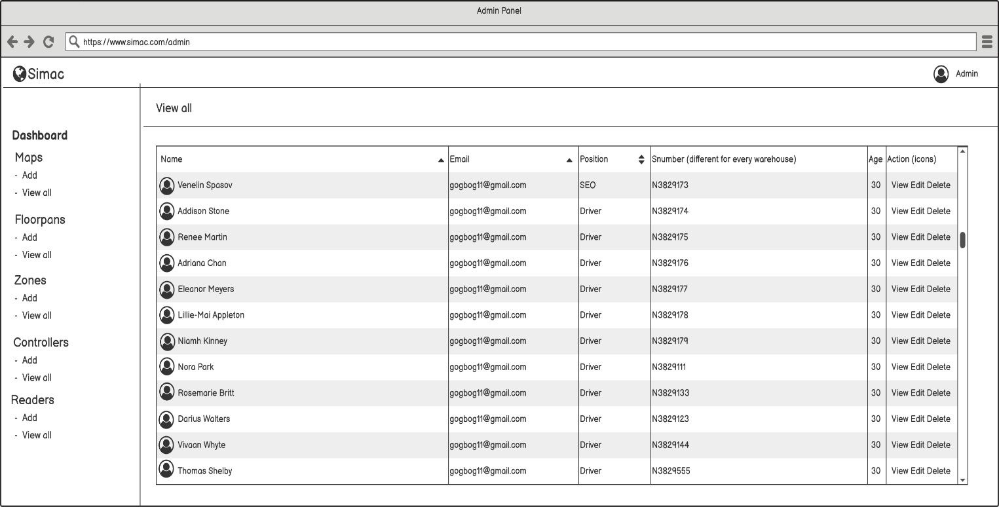 Admin Panel
https://www.simac.com/admin
Simac
Admin
View all
Dashboard
Maps
- Add
- View all
Floorpans
- Add
- View all
Zones
- Add
- View all
Controllers
- Add
- View all
Readers
- Add
- View all
Name Email Position Snumber (different for every warehouse) Age Action (icons)
Venelin Spasov gogbog11@gmail.com SEO N3829173 30 View Edit Delete
Addison Stone gogbog11@gmail.com Driver N3829174 30 View Edit Delete
Renee Martin gogbog11@gmail.com Driver N3829175 30 View Edit Delete
Adriana Chan gogbog11@gmail.com Driver N3829176 30 View Edit Delete
Eleanor Meyers gogbog11@gmail.com Driver N3829177 30 View Edit Delete
Lillie-Mai Appleton gogbog11@gmail.com Driver N3829178 30 View Edit Delete
Niamh Kinney gogbog11@gmail.com Driver N3829179 30 View Edit Delete
Nora Park gogbog11@gmail.com Driver N3829111 30 View Edit Delete
Rosemarie Britt gogbog11@gmail.com Driver N3829133 30 View Edit Delete
Darius Walters gogbog11@gmail.com Driver N3829123 30 View Edit Delete
Vivaan Whyte gogbog11@gmail.com Driver N3829144 30 View Edit Delete
Thomas Shelby gogbog11@gmail.com Driver N3829555 30 View Edit Delete